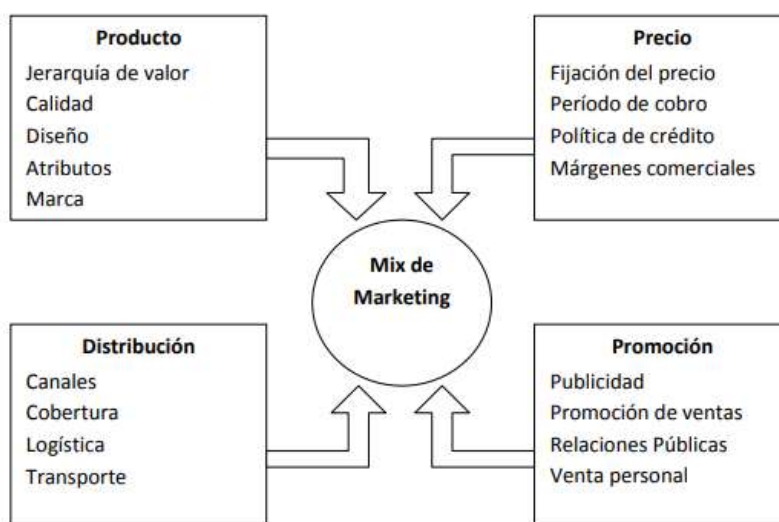 Producto
Jerarquía de valor
Calidad
Diseño
Atributos
Marca
Precio
Fijación del precio
Período de cobro
Política de crédito
Márgenes comerciales
Mix de
Marketing
Distribución
Canales
Cobertura
Logística
Transporte
Promoción
Publicidad
Promoción de ventas
Relaciones Públicas
Venta personal